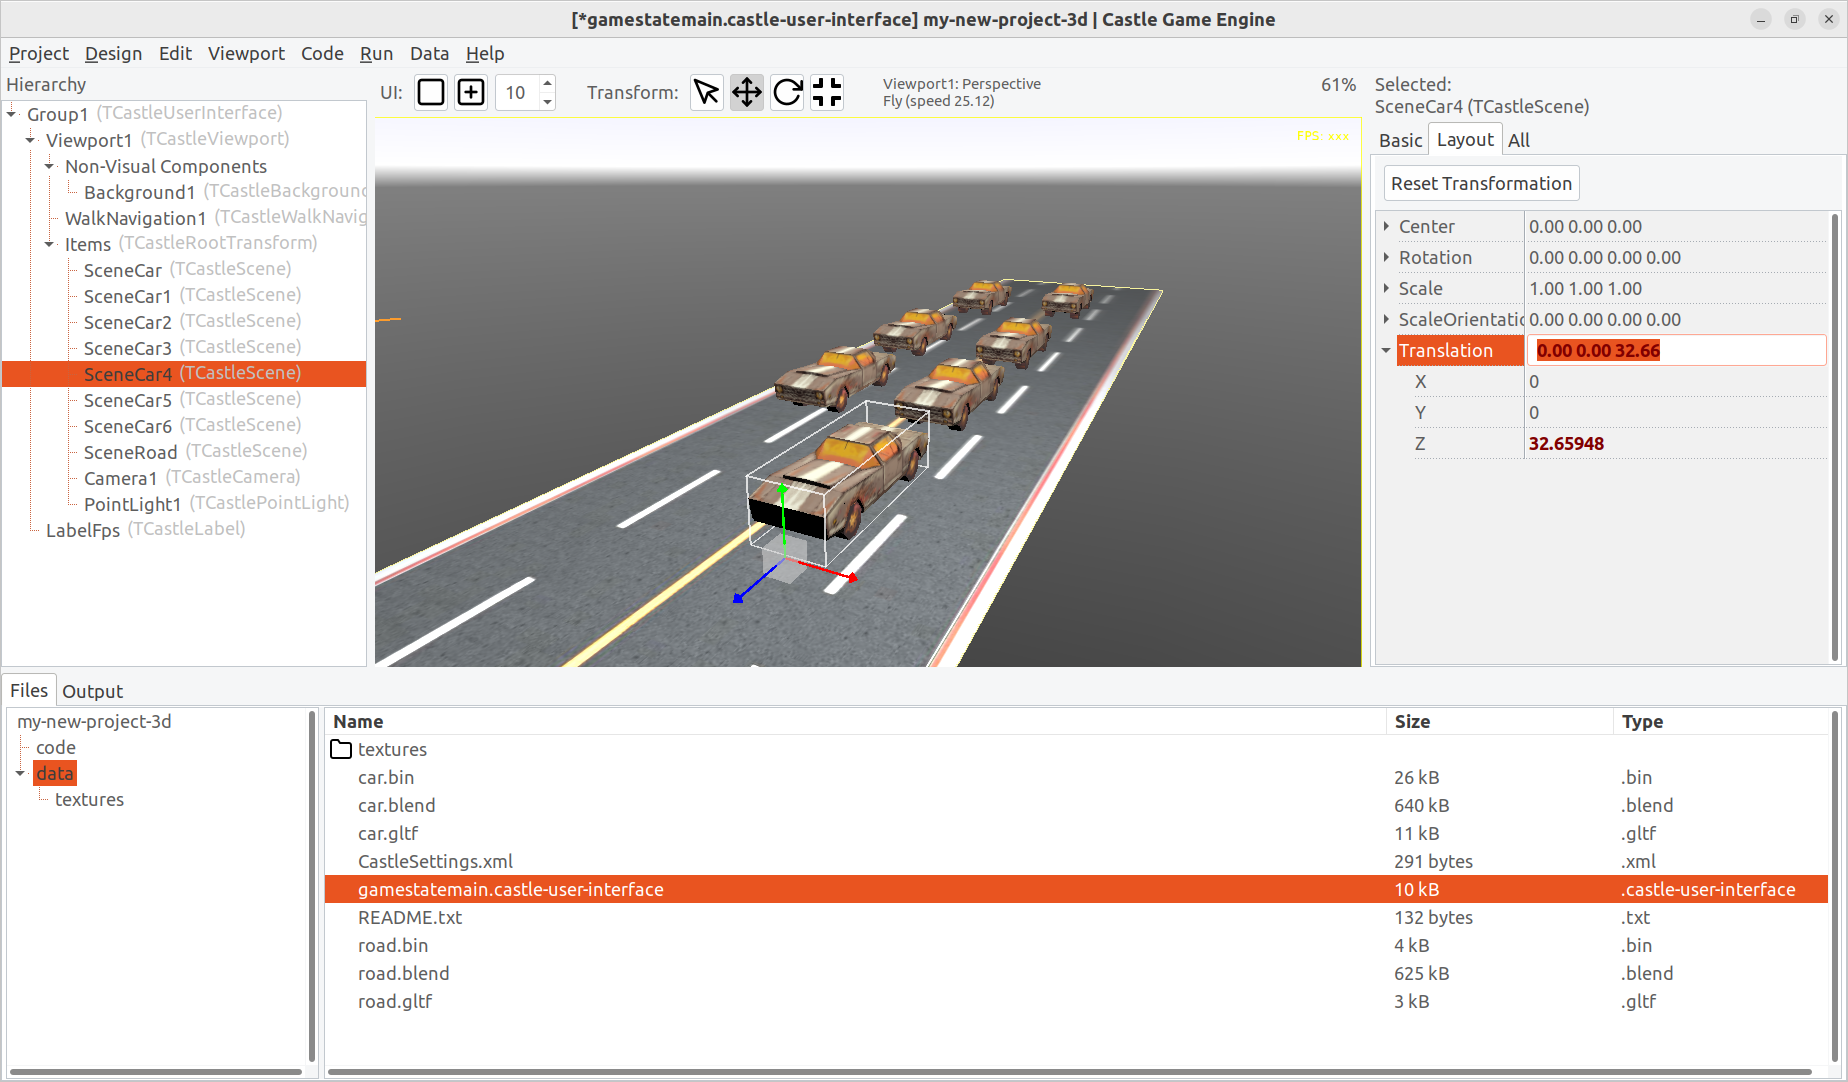 [*gamestatemain.castle-user-interface] my-new-project-3d | Castle Game Engine
Project Design Edit Viewport Code Run Data Help
Hierarchy
Group1 (TCastleUserInterface)
Viewport1 (TCastleViewport)
Non-Visual Components
Background1 (TCastleBackground
WalkNavigation1 (TCastleWalkNavig
Items (TCastleRootTransform)
SceneCar (TCastleScene)
SceneCar1 (TCastleScene)
SceneCar2 (TCastleScene)
SceneCar3 (TCastleScene)
SceneCar4 (TCastleScene)
SceneCar5 (TCastleScene)
SceneCar6 (TCastleScene)
SceneRoad (TCastleScene)
Camera1 (TCastleCamera)
PointLight1 (TCastlePointLight)
LabelFps (TCastleLabel)
UI: 10 Transform:
Viewport1: Perspective
Fly (speed 25.12)
61%
FPS: xxx
Selected:
SceneCar4 (TCastleScene)
Basic Layout All
Reset Transformation
Center 0.00 0.00 0.00
Rotation 0.00 0.00 0.00 0.00
Scale 1.00 1.00 1.00
ScaleOrientatic 0.00 0.00 0.00 0.00
Translation 0.00 0.00 32.66
X 0
Y 0
Z 32.65948
Files Output
my-new-project-3d
code
data
textures
Name Size Type
textures
car.bin 26 kB .bin
car.blend 640 kB .blend
car.gltf 11 kB .gltf
CastleSettings.xml 291 bytes .xml
gamestatemain.castle-user-interface 10 kB .castle-user-interface
README.txt 132 bytes .txt
road.bin 4 kB .bin
road.blend 625 kB .blend
road.gltf 3 kB .gltf